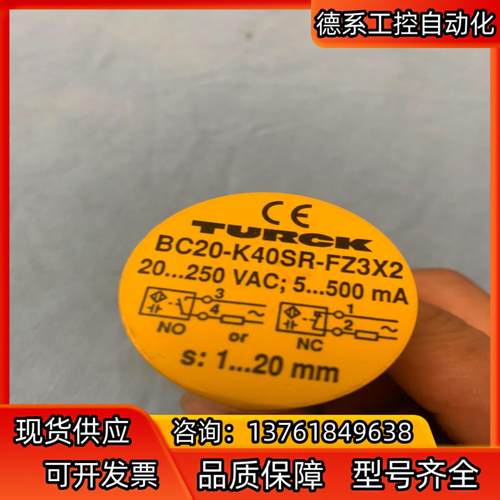 德系工控自动化
CE
TURCK
BC20-K40SR-FZ3X2
20...250 VAC; 5...500 mA
3
4
1
2
NO or NC
s: 1...20 mm
现货供应
咨询：13761849638
可开发票
品质保障
型号齐全